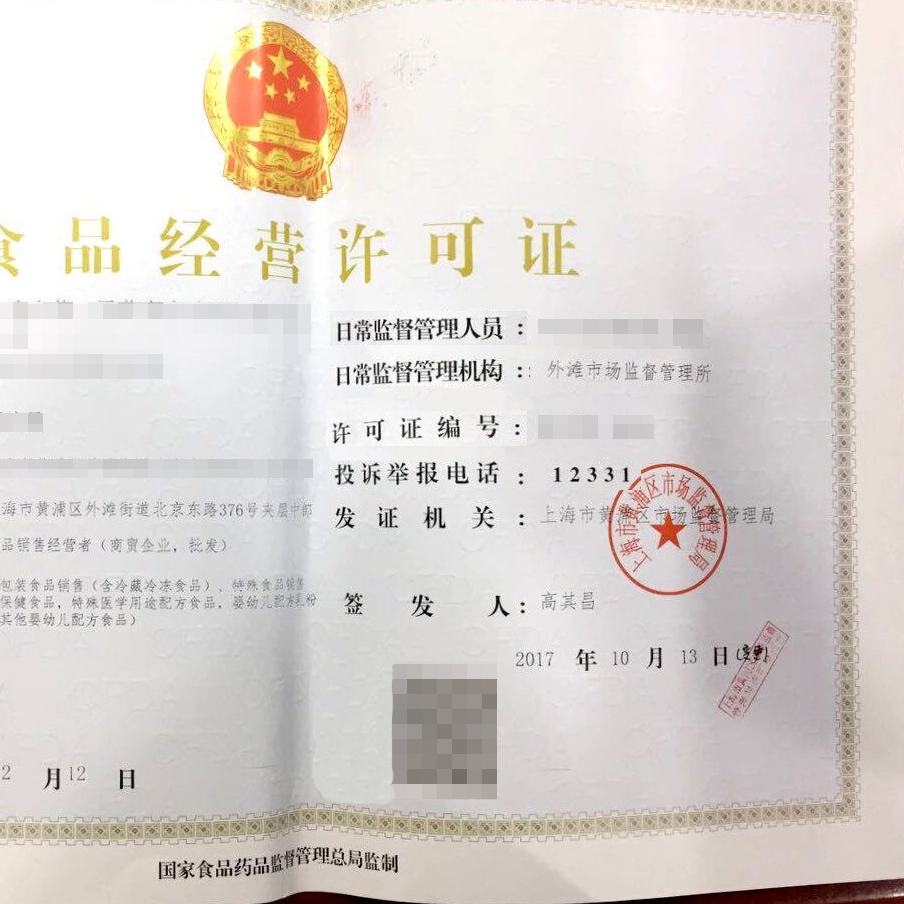 食品经营许可证
日常监督管理人员：
日常监督管理机构：外滩市场监督管理所
许可证编号：
投诉举报电话：12331
发证机关：上海市黄浦区市场监督管理局
上海市黄浦区市场监督管理局
签发人：高其昌
2017 年 10 月 13 日
海市黄浦区外滩街道北京东路376号夹层中部
品销售经营者（商贸企业，批发）
包装食品销售（含冷藏冷冻食品）、特殊食品销售
保健食品，特殊医学用途配方食品，婴幼儿配方乳粉
其他婴幼儿配方食品）
2 月 12 日
国家食品药品监督管理总局监制